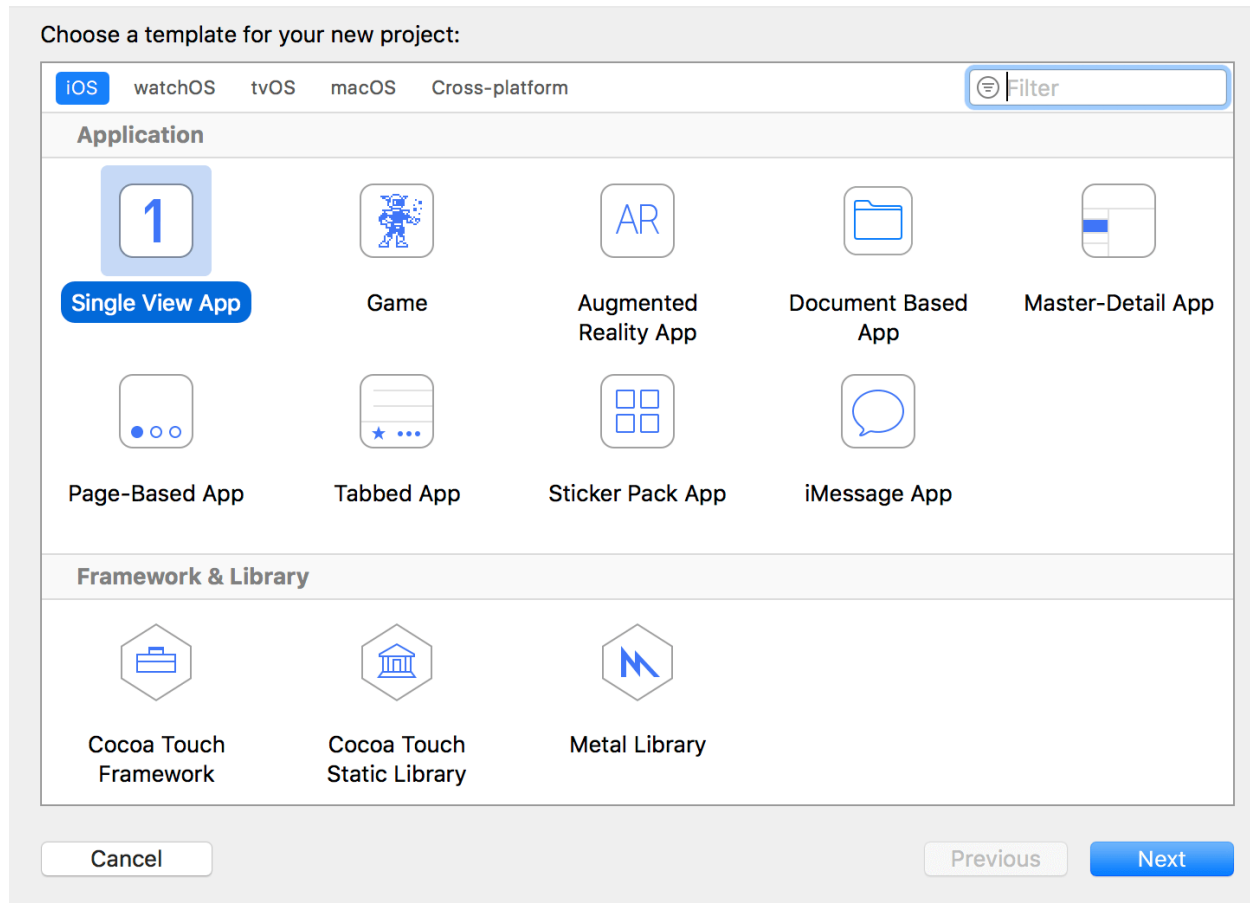 Choose a template for your new project:
iOS watchOS tvOS macOS Cross-platform Filter
Application
1 AR
Single View App Game Augmented Reality App Document Based App Master-Detail App
Page-Based App Tabbed App Sticker Pack App iMessage App
Framework & Library
Cocoa Touch Framework Cocoa Touch Static Library Metal Library
Cancel Previous Next